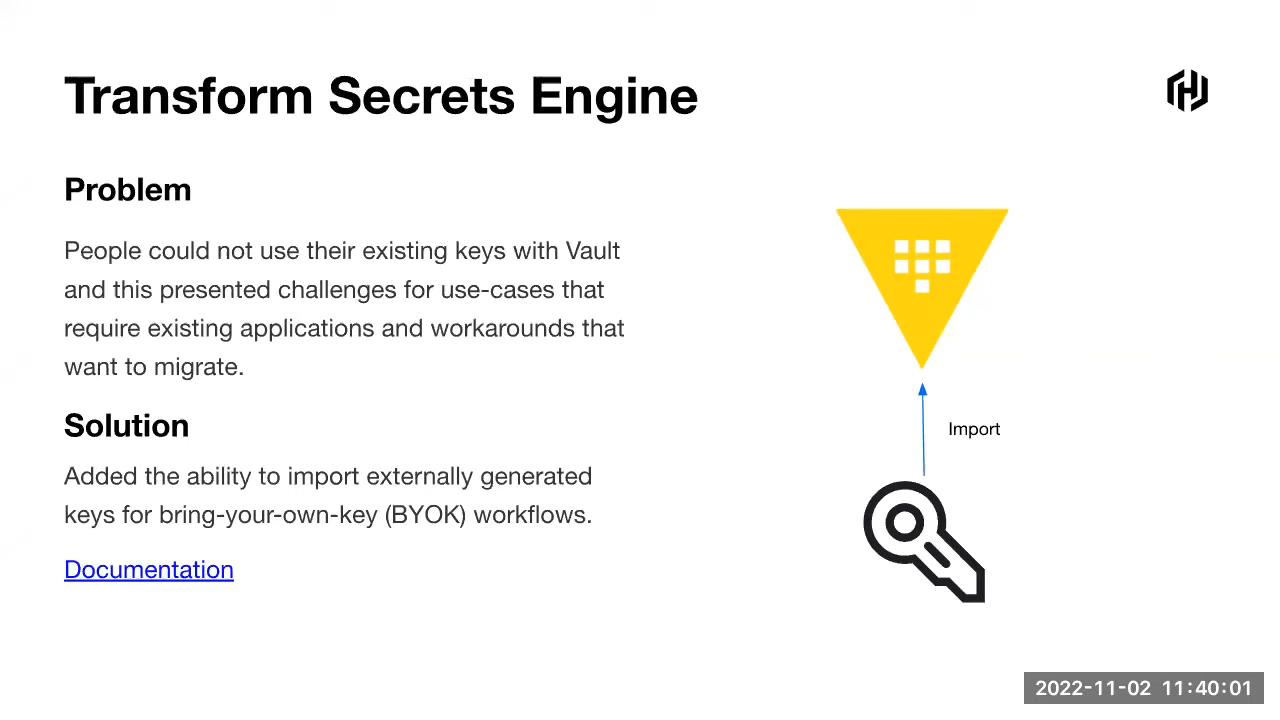 Transform Secrets Engine
Problem
People could not use their existing keys with Vault
and this presented challenges for use-cases that
require existing applications and workarounds that
want to migrate.
Solution
Added the ability to import externally generated
keys for bring-your-own-key (BYOK) workflows.
Documentation
Import
2022-11-02 11:40:01